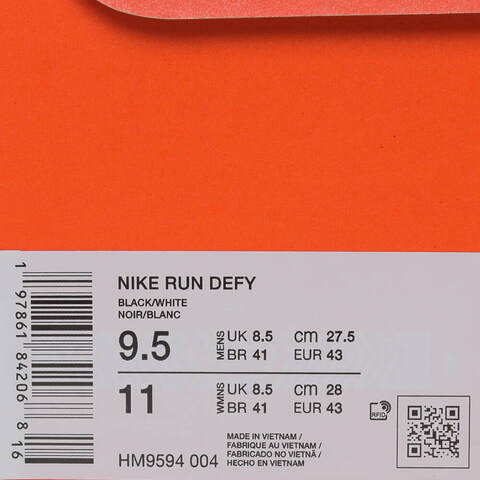 NIKE RUN DEFY
BLACK/WHITE
NOIR/BLANC
9.5 MENS UK 8.5 cm 27.5
BR 41 EUR 43
11 WMNS UK 8.5 cm 28
BR 41 EUR 43
RFID
MADE IN VIETNAM /
FABRIQUE AU VIETNAM /
FABRICADO NO VIETNÃ /
HECHO EN VIETNAM
HM9594 004
1 97861 84206 8 16